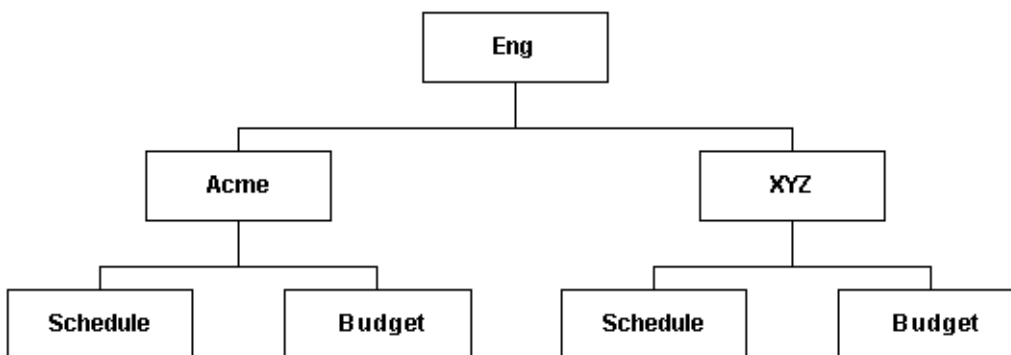 Eng
Acme
XYZ
Schedule
Budget
Schedule
Budget